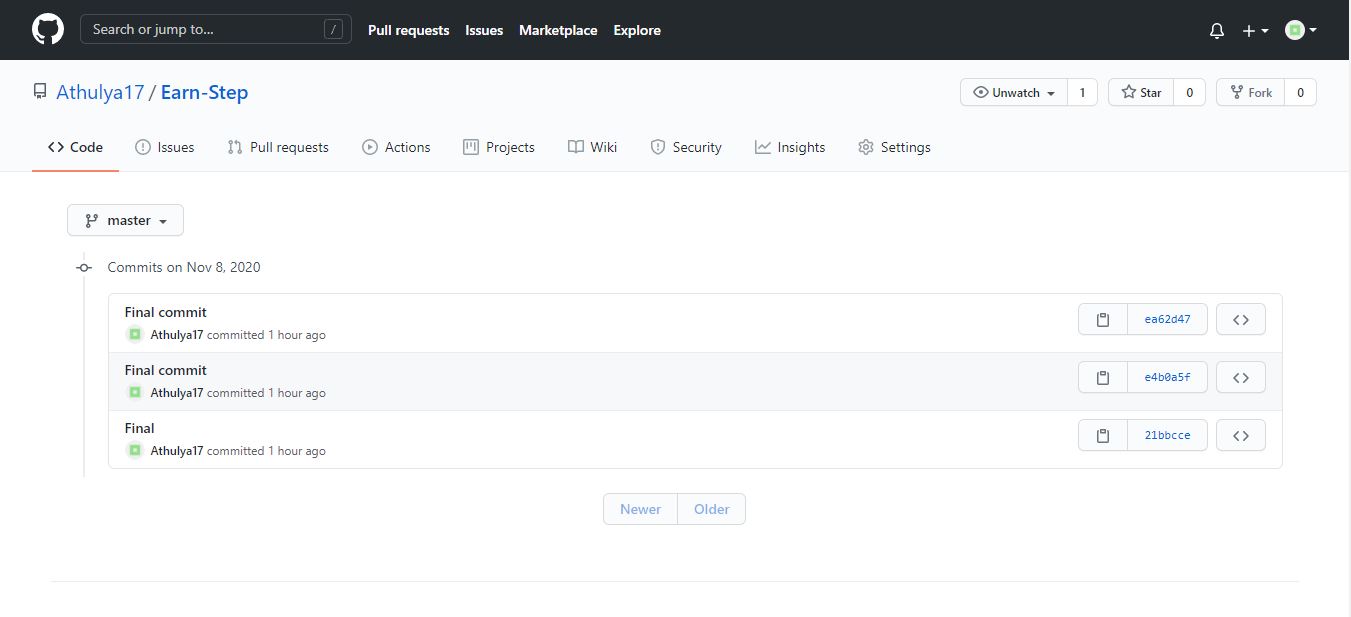 Search or jump to... / Pull requests Issues Marketplace Explore
Athulya17 / Earn-Step Unwatch 1 Star 0 Fork 0
Code Issues Pull requests Actions Projects Wiki Security Insights Settings
master
Commits on Nov 8, 2020
Final commit
Athulya17 committed 1 hour ago ea62d47
Final commit
Athulya17 committed 1 hour ago e4b0a5f
Final
Athulya17 committed 1 hour ago 21bbcce
Newer Older